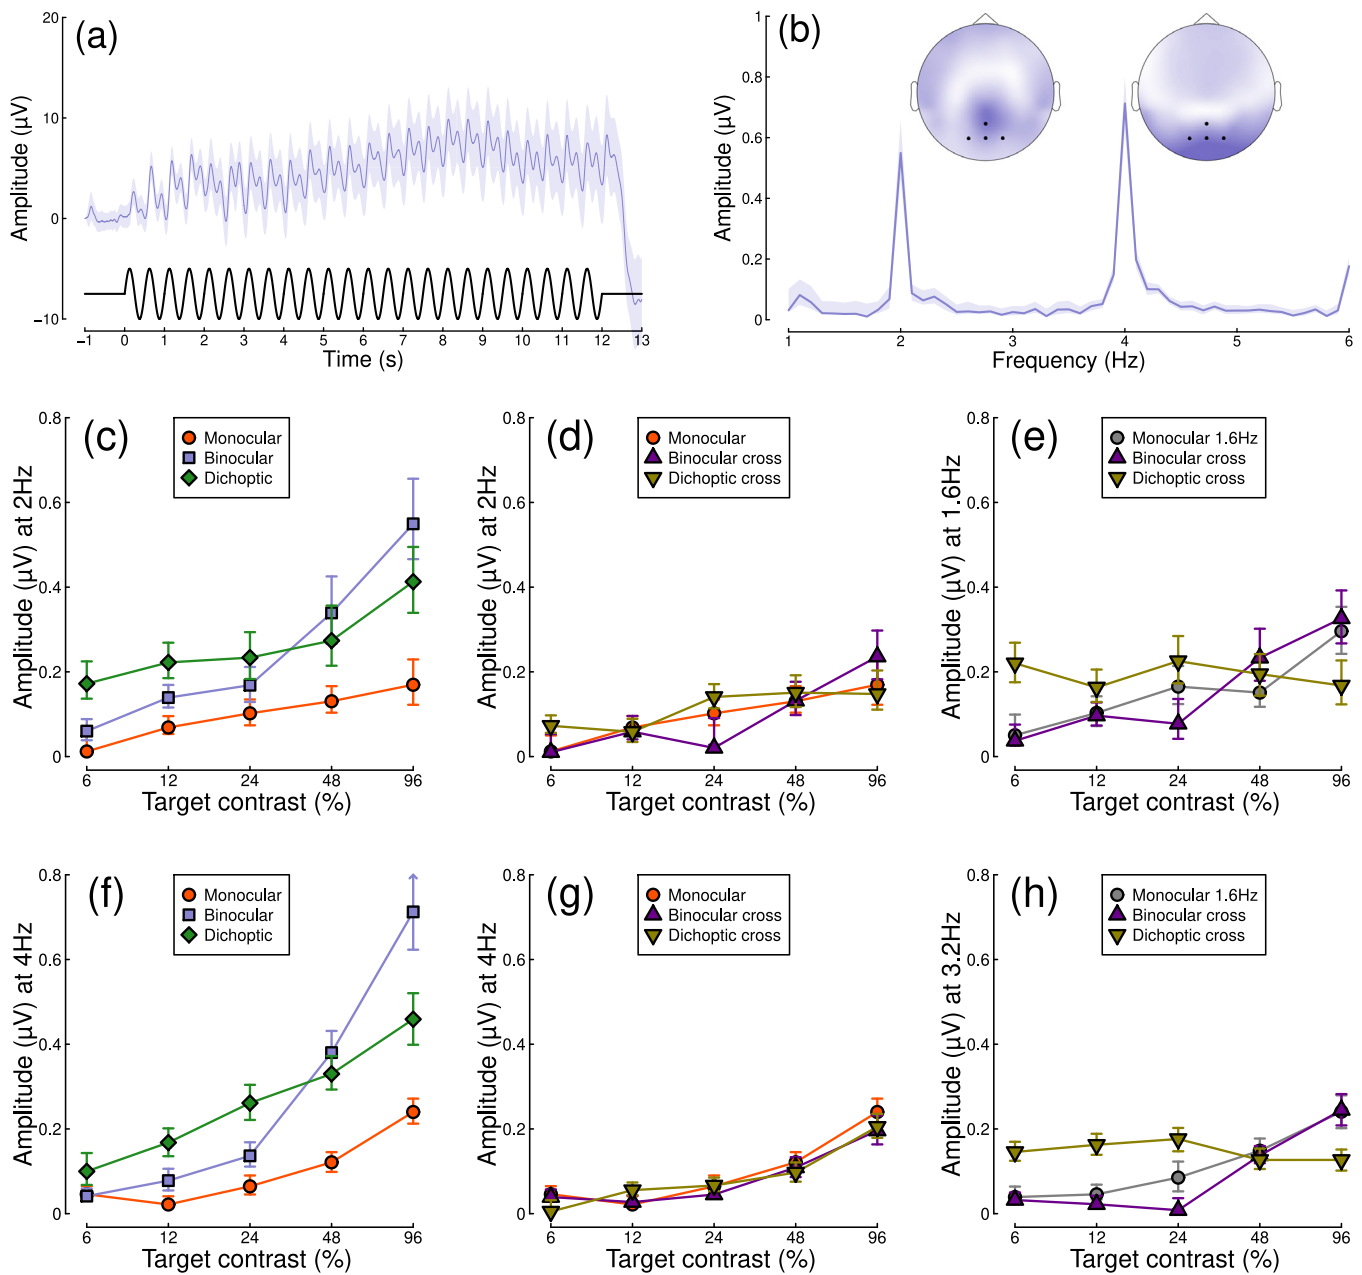 (a)
20
10
0
−10
Amplitude (µV)
−1 0 1 2 3 4 5 6 7 8 9 10 11 12 13
Time (s)
(b)
1
0.8
0.6
0.4
0.2
0
Amplitude (µV)
1 2 3 4 5 6
Frequency (Hz)
(c)
Monocular
Binocular
Dichoptic
0.8
0.6
0.4
0.2
0
Amplitude (µV) at 2Hz
6 12 24 48 96
Target contrast (%)
(d)
Monocular
Binocular cross
Dichoptic cross
0.8
0.6
0.4
0.2
0
Amplitude (µV) at 2Hz
6 12 24 48 96
Target contrast (%)
(e)
Monocular 1.6Hz
Binocular cross
Dichoptic cross
0.8
0.6
0.4
0.2
0
Amplitude (µV) at 1.6Hz
6 12 24 48 96
Target contrast (%)
(f)
Monocular
Binocular
Dichoptic
0.8
0.6
0.4
0.2
0
Amplitude (µV) at 4Hz
6 12 24 48 96
Target contrast (%)
(g)
Monocular
Binocular cross
Dichoptic cross
0.8
0.6
0.4
0.2
0
Amplitude (µV) at 4Hz
6 12 24 48 96
Target contrast (%)
(h)
Monocular 1.6Hz
Binocular cross
Dichoptic cross
0.8
0.6
0.4
0.2
0
Amplitude (µV) at 3.2Hz
6 12 24 48 96
Target contrast (%)